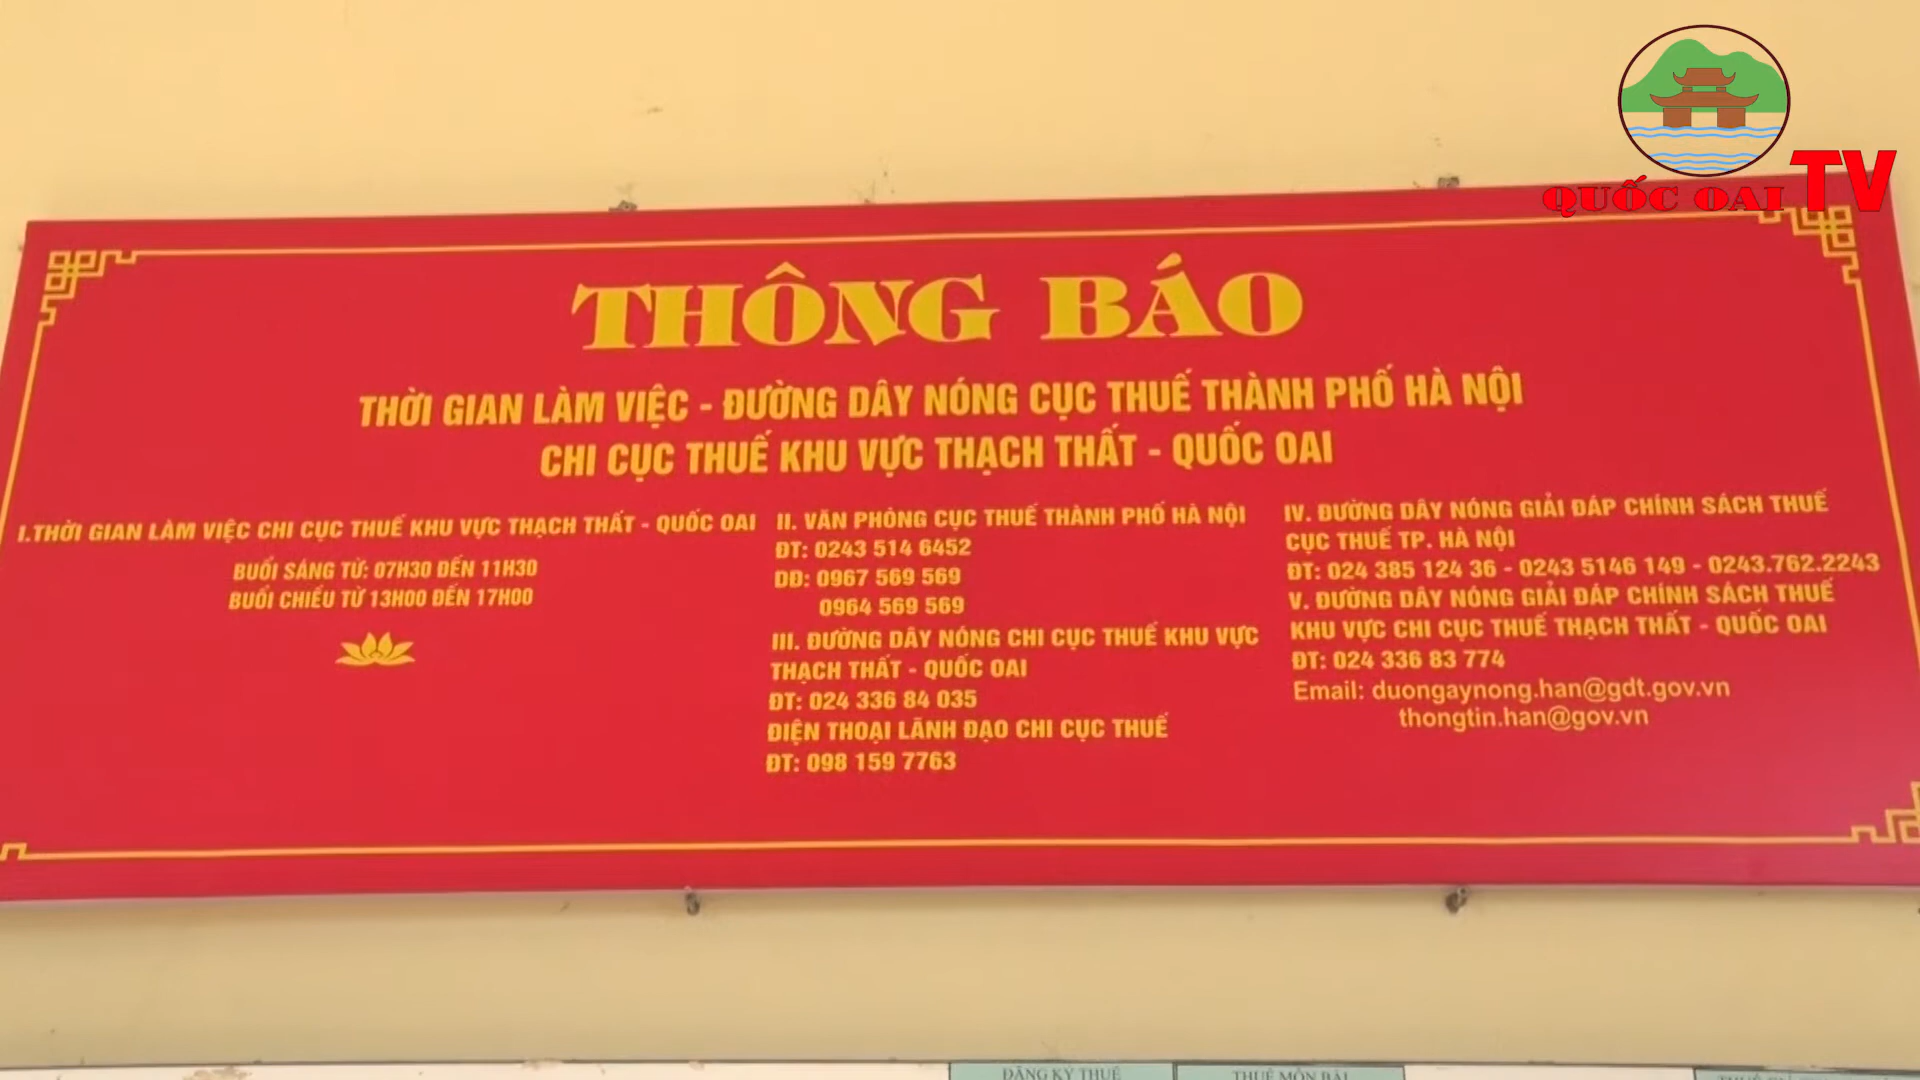 QUỐC OAI TV
THÔNG BÁO
THỜI GIAN LÀM VIỆC - ĐƯỜNG DÂY NÓNG CỤC THUẾ THÀNH PHỐ HÀ NỘI
CHI CỤC THUẾ KHU VỰC THẠCH THẤT - QUỐC OAI
I.THỜI GIAN LÀM VIỆC CHI CỤC THUẾ KHU VỰC THẠCH THẤT - QUỐC OAI
BUỔI SÁNG TỪ: 07H30 ĐẾN 11H30
BUỔI CHIỀU TỪ 13H00 ĐẾN 17H00
II. VĂN PHÒNG CỤC THUẾ THÀNH PHỐ HÀ NỘI
ĐT: 0243 514 6452
DĐ: 0967 569 569
0964 569 569
III. ĐƯỜNG DÂY NÓNG CHI CỤC THUẾ KHU VỰC
THẠCH THẤT - QUỐC OAI
ĐT: 024 336 84 035
ĐIỆN THOẠI LÃNH ĐẠO CHI CỤC THUẾ
ĐT: 098 159 7763
IV. ĐƯỜNG DÂY NÓNG GIẢI ĐÁP CHÍNH SÁCH THUẾ
CỤC THUẾ TP. HÀ NỘI
ĐT: 024 385 124 36 - 0243 5146 149 - 0243.762.2243
V. ĐƯỜNG DÂY NÓNG GIẢI ĐÁP CHÍNH SÁCH THUẾ
KHU VỰC CHI CỤC THUẾ THẠCH THẤT - QUỐC OAI
ĐT: 024 336 83 774
Email: duongaynong.han@gdt.gov.vn
thongtin.han@gov.vn
ĐĂNG KÝ THUẾ
THUẾ MÔN BÀI